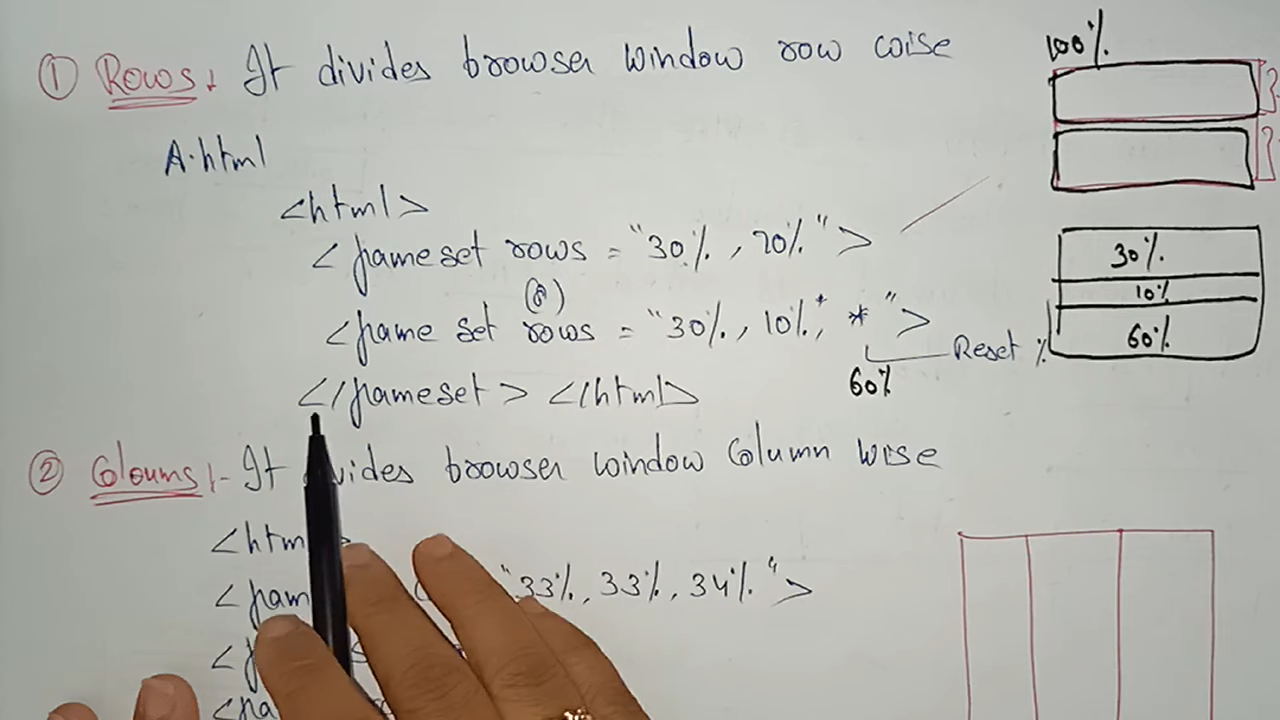 ① Rows:
It divides browser window row wise
100%
A.html
<html>
<frameset rows = "30%, 70%">
(or)
<frame set rows = "30%, 10%, * ">
Reset %
60%
30%
10%
60%
</frameset> </html>
② Coloums:-
It divides browser window Column wise
<html
"33%, 33%, 34%">